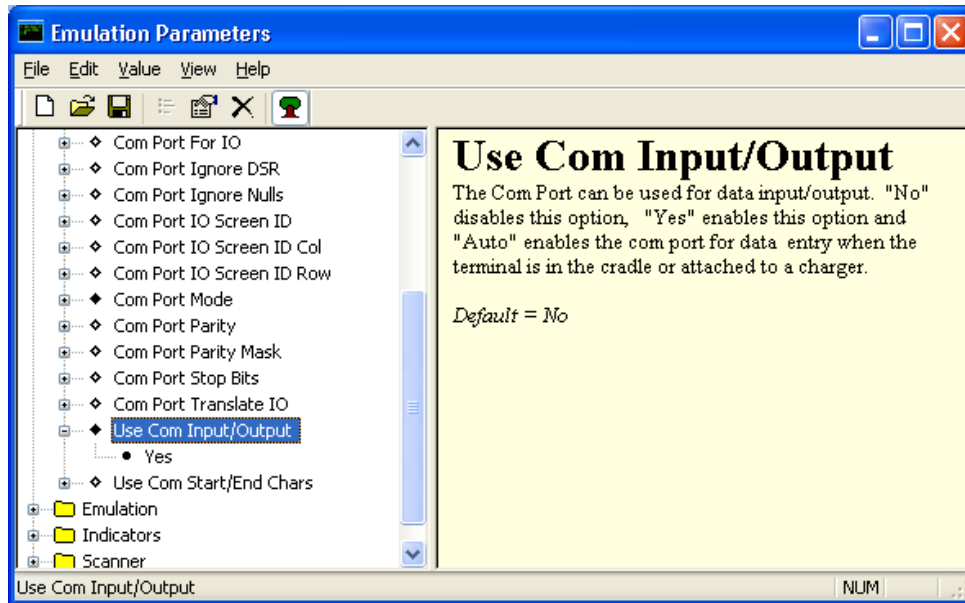 Emulation Parameters
File Edit Value View Help
Com Port For IO
Com Port Ignore DSR
Com Port Ignore Nulls
Com Port IO Screen ID
Com Port IO Screen ID Col
Com Port IO Screen ID Row
Com Port Mode
Com Port Parity
Com Port Parity Mask
Com Port Stop Bits
Com Port Translate IO
Use Com Input/Output
Yes
Use Com Start/End Chars
Emulation
Indicators
Scanner
Use Com Input/Output
The Com Port can be used for data input/output. "No"
disables this option, "Yes" enables this option and
"Auto" enables the com port for data entry when the
terminal is in the cradle or attached to a charger.
Default = No
Use Com Input/Output
NUM